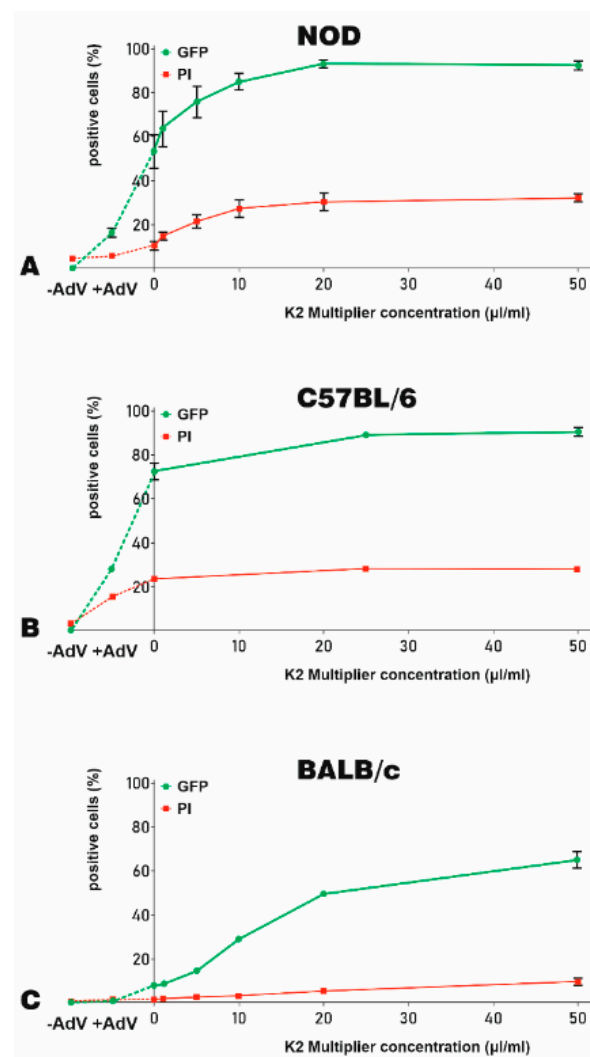 NOD
GFP
PI
positive cells (%)
100
80
60
40
20
A
-AdV +AdV
0
10
20
30
40
50
K2 Multiplier concentration (µl/ml)
C57BL/6
GFP
PI
positive cells (%)
100
80
60
40
20
B
-AdV +AdV
0
10
20
30
40
50
K2 Multiplier concentration (µl/ml)
BALB/c
GFP
PI
positive cells (%)
100
80
60
40
20
C
-AdV +AdV
0
10
20
30
40
50
K2 Multiplier concentration (µl/ml)